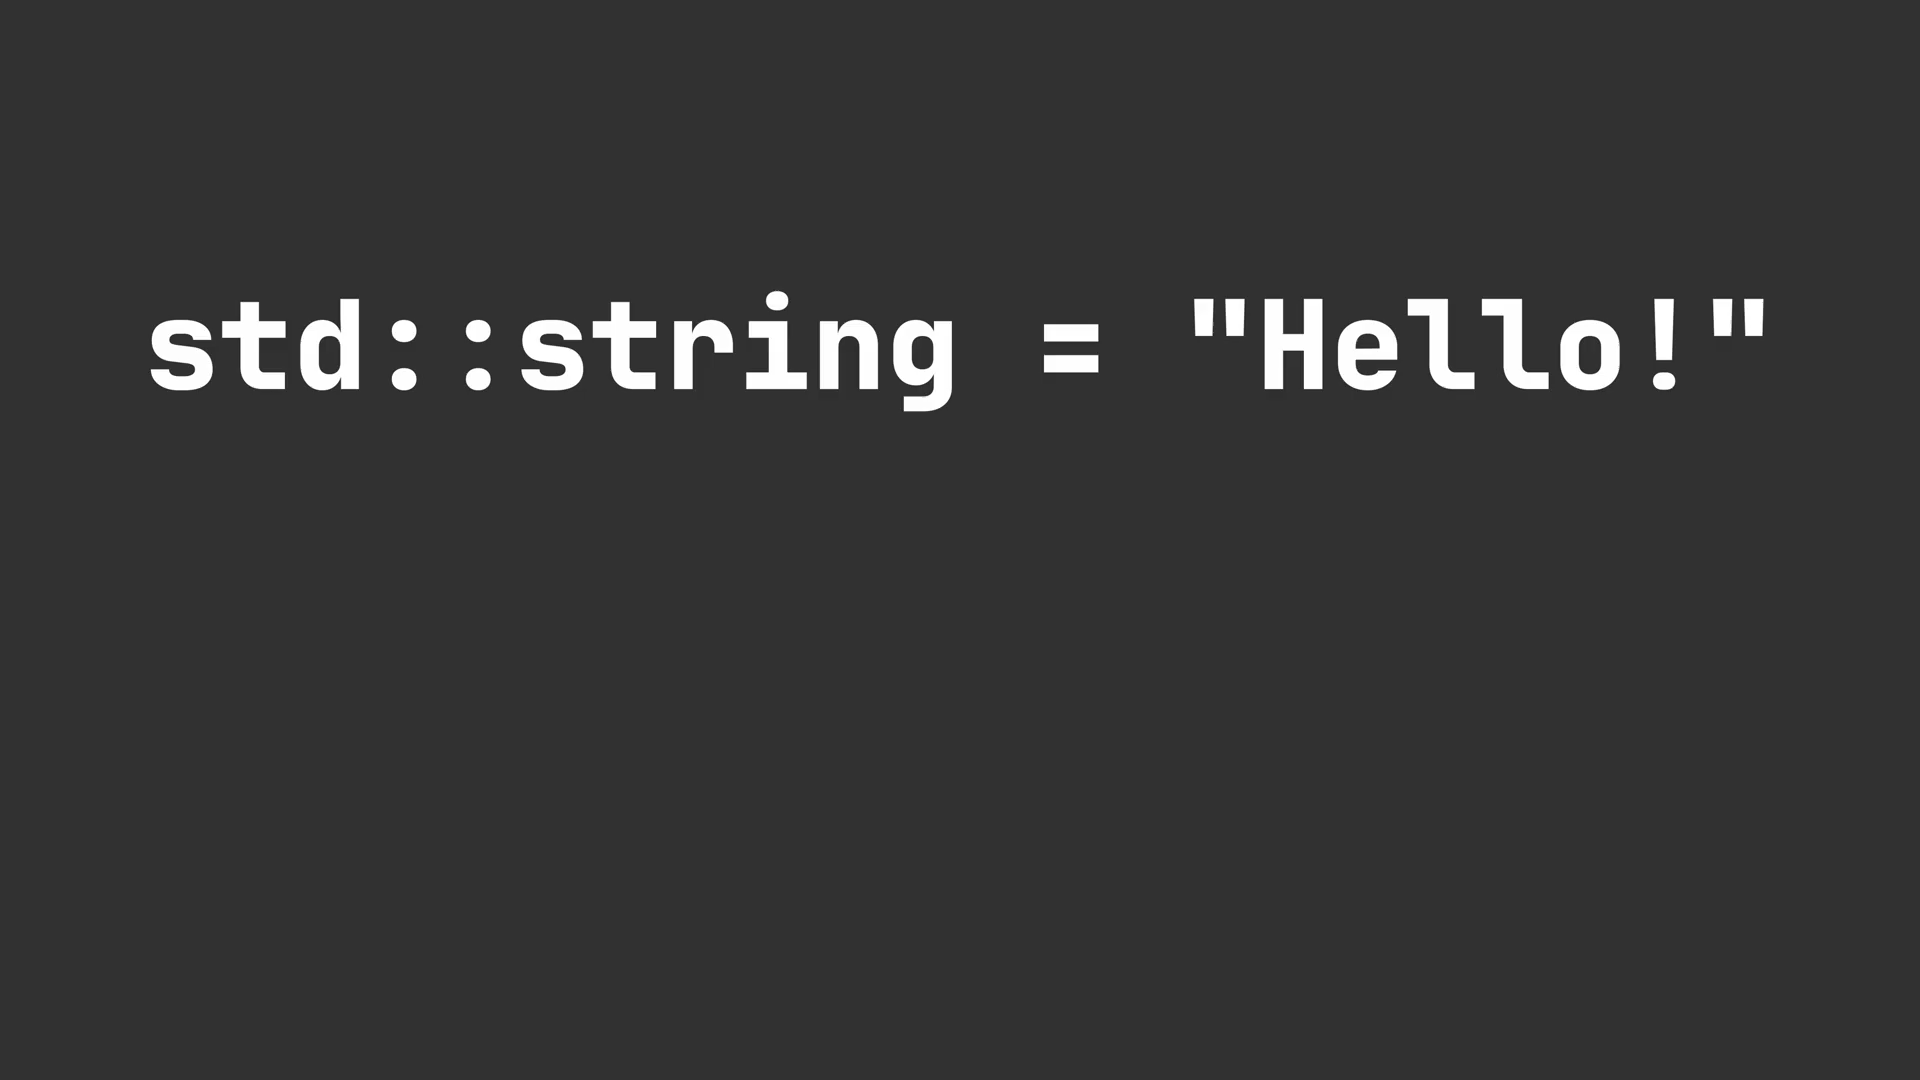 std::string = "Hello!"